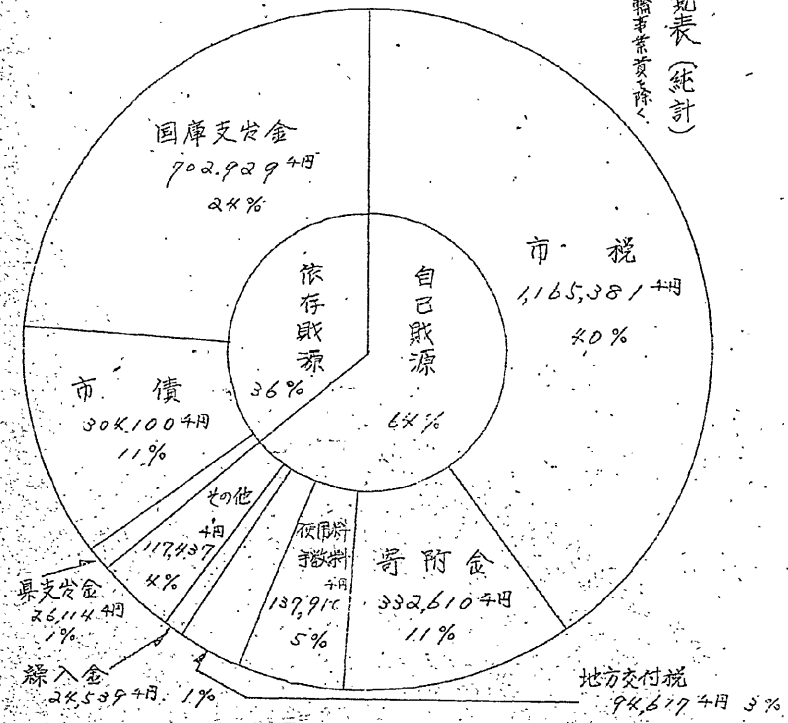 表(純計)
事業費を除く。
国庫支出金
702,929千円
24%
市税
1,165,381千円
40%
依存財源
36%
自己財源
64%
市債
304,100千円
11%
その他
千円
117,437
4%
使用料
手数料
千円
5%
寄附金
332,610千円
11%
県支出金
26,114千円
1%
繰入金
24,539千円 1%
地方交付税
94,617千円 3%